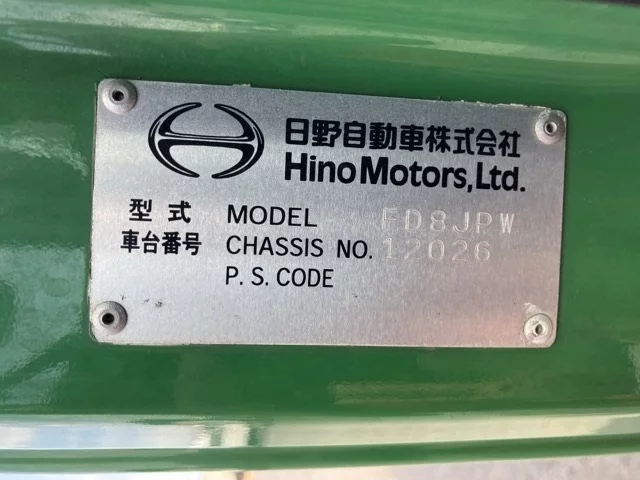 日野自動車株式会社
Hino Motors, Ltd.
型式 MODEL FD8JPW
車台番号 CHASSIS NO. 12026
P. S. CODE